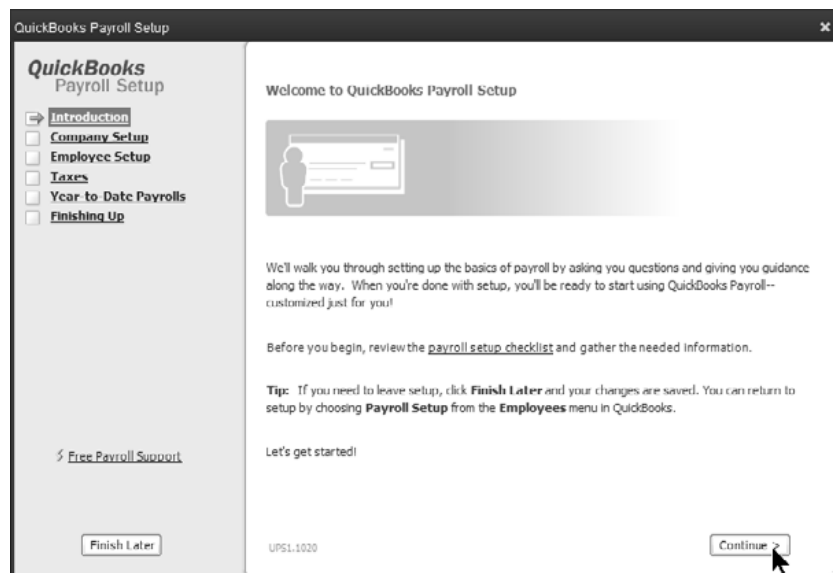 QuickBooks Payroll Setup
QuickBooks
Payroll Setup
Introduction
Company Setup
Employee Setup
Taxes
Year-to-Date Payrolls
Finishing Up
Free Payroll Support
Finish Later
Welcome to QuickBooks Payroll Setup
We'll walk you through setting up the basics of payroll by asking you questions and giving you guidance
along the way. When you're done with setup, you'll be ready to start using QuickBooks Payroll--
customized just for you!
Before you begin, review the payroll setup checklist and gather the needed information.
Tip: If you need to leave setup, click Finish Later and your changes are saved. You can return to
setup by choosing Payroll Setup from the Employees menu in QuickBooks.
Let's get started!
UPS1.1020
Continue >